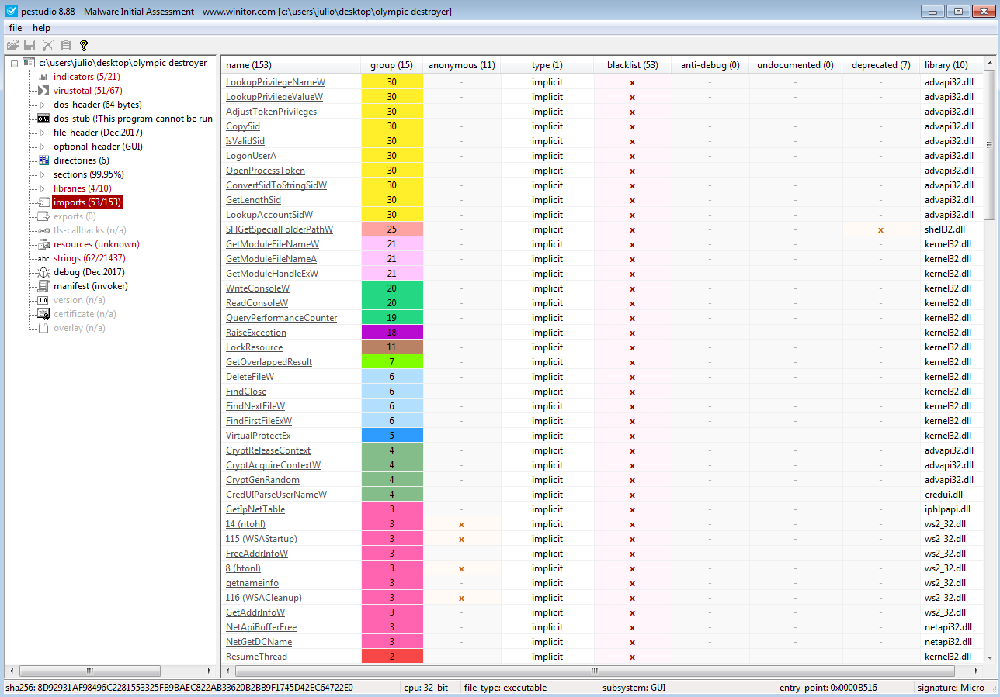 pestudio 8.88 - Malware Initial Assessment - www.winitor.com [c:\users\julio\desktop\olympic destroyer]
file help
c:\users\julio\desktop\olympic destroyer
indicators (5/21)
virustotal (51/67)
dos-header (64 bytes)
dos-stub (!This program cannot be run
file-header (Dec.2017)
optional-header (GUI)
directories (6)
sections (99.95%)
libraries (4/10)
imports (53/153)
exports (0)
tls-callbacks (n/a)
resources (unknown)
abc strings (62/21437)
debug (Dec.2017)
manifest (invoker)
1.0 version (n/a)
certificate (n/a)
overlay (n/a)
name (153) group (15) anonymous (11) type (1) blacklist (53) anti-debug (0) undocumented (0) deprecated (7) library (10)
LookupPrivilegeNameW 30 - implicit x - - - advapi32.dll
LookupPrivilegeValueW 30 - implicit x - - - advapi32.dll
AdjustTokenPrivileges 30 - implicit x - - - advapi32.dll
CopySid 30 - implicit x - - - advapi32.dll
IsValidSid 30 - implicit x - - - advapi32.dll
LogonUserA 30 - implicit x - - - advapi32.dll
OpenProcessToken 30 - implicit x - - - advapi32.dll
ConvertSidToStringSidW 30 - implicit x - - - advapi32.dll
GetLengthSid 30 - implicit x - - - advapi32.dll
LookupAccountSidW 30 - implicit x - - - advapi32.dll
SHGetSpecialFolderPathW 25 - implicit x - - x shell32.dll
GetModuleFileNameW 21 - implicit x - - - kernel32.dll
GetModuleFileNameA 21 - implicit x - - - kernel32.dll
GetModuleHandleExW 21 - implicit x - - - kernel32.dll
WriteConsoleW 20 - implicit x - - - kernel32.dll
ReadConsoleW 20 - implicit x - - - kernel32.dll
QueryPerformanceCounter 19 - implicit x - - - kernel32.dll
RaiseException 18 - implicit x - - - kernel32.dll
LockResource 11 - implicit x - - - kernel32.dll
GetOverlappedResult 7 - implicit x - - - kernel32.dll
DeleteFileW 6 - implicit x - - - kernel32.dll
FindClose 6 - implicit x - - - kernel32.dll
FindNextFileW 6 - implicit x - - - kernel32.dll
FindFirstFileExW 6 - implicit x - - - kernel32.dll
VirtualProtectEx 5 - implicit x - - - kernel32.dll
CryptReleaseContext 4 - implicit x - - - advapi32.dll
CryptAcquireContextW 4 - implicit x - - - advapi32.dll
CryptGenRandom 4 - implicit x - - - advapi32.dll
CredUIParseUserNameW 4 - implicit x - - - credui.dll
GetIpNetTable 3 - implicit x - - - iphlpapi.dll
14 (ntohl) 3 x implicit x - - - ws2_32.dll
115 (WSAStartup) 3 x implicit x - - - ws2_32.dll
FreeAddrInfoW 3 - implicit x - - - ws2_32.dll
8 (htonl) 3 x implicit x - - - ws2_32.dll
getnameinfo 3 - implicit x - - - ws2_32.dll
116 (WSACleanup) 3 x implicit x - - - ws2_32.dll
GetAddrInfoW 3 - implicit x - - - ws2_32.dll
NetApiBufferFree 3 - implicit x - - - netapi32.dll
NetGetDCName 3 - implicit x - - - netapi32.dll
ResumeThread 2 - implicit x - - - kernel32.dll
sha256: 8D92931AF98496C2281553325FB9BAEC822AB33620B2BB9F1745D42EC64722E0 cpu: 32-bit file-type: executable subsystem: GUI entry-point: 0x0000B516 signature: Micro